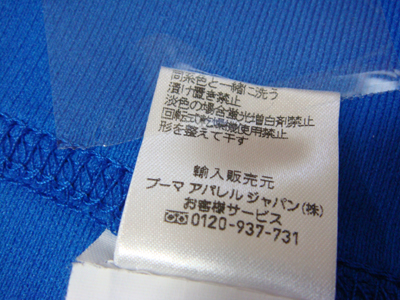 同系色と一緒に洗う
漬け置き禁止
淡色の場合蛍光増白剤禁止
回転式乾燥機使用禁止
形を整えて干す
輸入販売元
プーマ アパレル ジャパン(株)
お客様サービス
0120-937-731